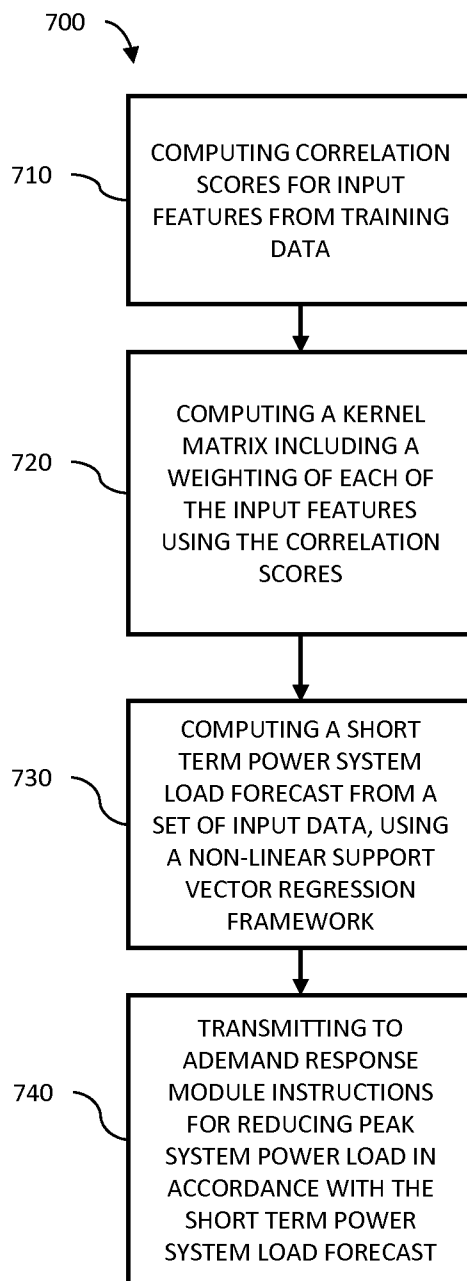 700
710
COMPUTING CORRELATION
SCORES FOR INPUT
FEATURES FROM TRAINING
DATA
720
COMPUTING A KERNEL
MATRIX INCLUDING A
WEIGHTING OF EACH OF
THE INPUT FEATURES
USING THE CORRELATION
SCORES
730
COMPUTING A SHORT
TERM POWER SYSTEM
LOAD FORECAST FROM A
SET OF INPUT DATA, USING
A NON-LINEAR SUPPORT
VECTOR REGRESSION
FRAMEWORK
740
TRANSMITTING TO
ADEMAND RESPONSE
MODULE INSTRUCTIONS
FOR REDUCING PEAK
SYSTEM POWER LOAD IN
ACCORDANCE WITH THE
SHORT TERM POWER
SYSTEM LOAD FORECAST